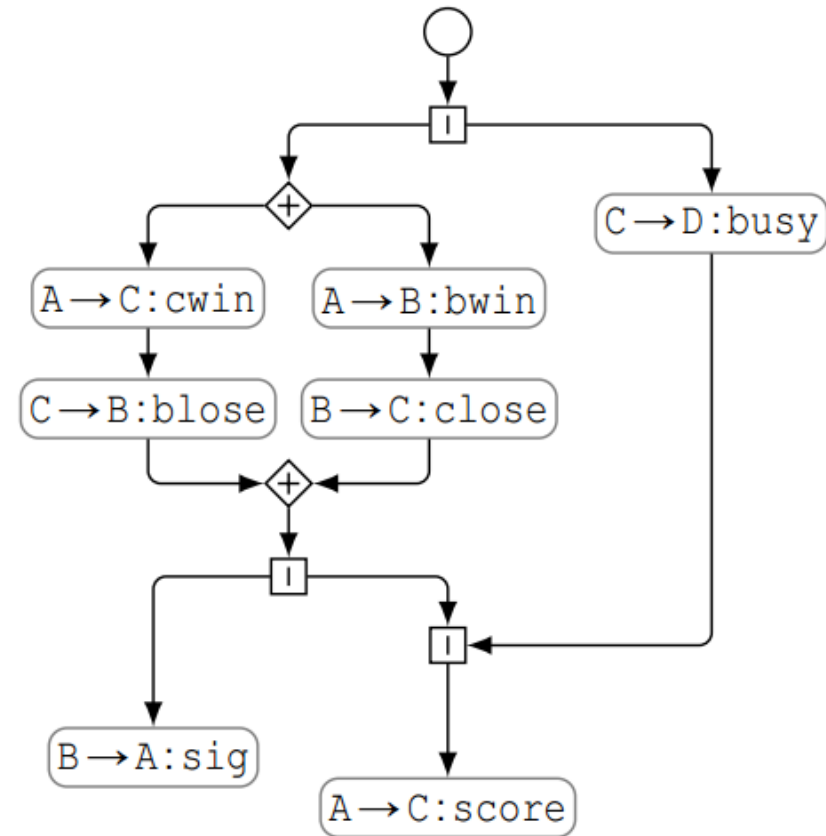 |
+
C→D:busy
A→C:cwin
A→B:bwin
C→B:blose
B→C:close
+
|
|
B→A:sig
A→C:score